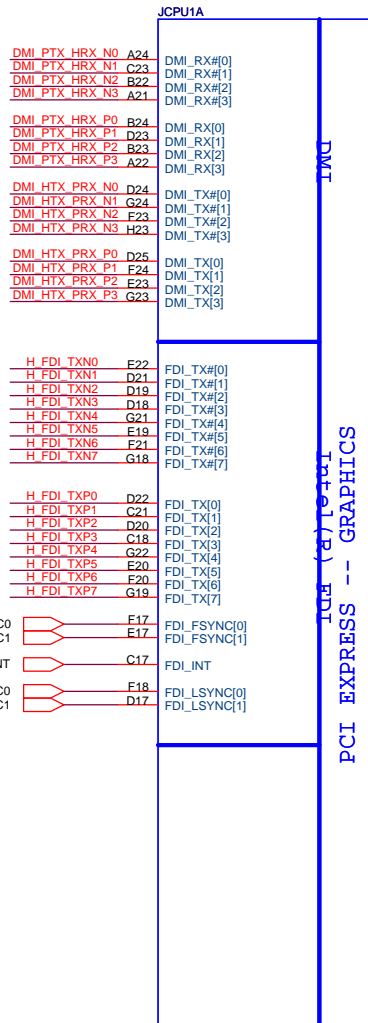 JCPU1A
DMI_PTX_HRX_N0 A24 DMI_RX#[0]
DMI_PTX_HRX_N1 C23 DMI_RX#[1]
DMI_PTX_HRX_N2 B22 DMI_RX#[2]
DMI_PTX_HRX_N3 A21 DMI_RX#[3]
DMI_PTX_HRX_P0 B24 DMI_RX[0]
DMI_PTX_HRX_P1 D23 DMI_RX[1]
DMI_PTX_HRX_P2 B23 DMI_RX[2]
DMI_PTX_HRX_P3 A22 DMI_RX[3]
DMI_HTX_PRX_N0 D24 DMI_TX#[0]
DMI_HTX_PRX_N1 G24 DMI_TX#[1]
DMI_HTX_PRX_N2 F23 DMI_TX#[2]
DMI_HTX_PRX_N3 H23 DMI_TX#[3]
DMI_HTX_PRX_P0 D25 DMI_TX[0]
DMI_HTX_PRX_P1 F24 DMI_TX[1]
DMI_HTX_PRX_P2 E23 DMI_TX[2]
DMI_HTX_PRX_P3 G23 DMI_TX[3]
DMI
H_FDI_TXN0 E22 FDI_TX#[0]
H_FDI_TXN1 D21 FDI_TX#[1]
H_FDI_TXN2 D19 FDI_TX#[2]
H_FDI_TXN3 D18 FDI_TX#[3]
H_FDI_TXN4 G21 FDI_TX#[4]
H_FDI_TXN5 E19 FDI_TX#[5]
H_FDI_TXN6 F21 FDI_TX#[6]
H_FDI_TXN7 G18 FDI_TX#[7]
H_FDI_TXP0 D22 FDI_TX[0]
H_FDI_TXP1 C21 FDI_TX[1]
H_FDI_TXP2 D20 FDI_TX[2]
H_FDI_TXP3 C18 FDI_TX[3]
H_FDI_TXP4 G22 FDI_TX[4]
H_FDI_TXP5 E20 FDI_TX[5]
H_FDI_TXP6 F20 FDI_TX[6]
H_FDI_TXP7 G19 FDI_TX[7]
C0 F17 FDI_FSYNC[0]
C1 E17 FDI_FSYNC[1]
NT C17 FDI_INT
C0 F18 FDI_LSYNC[0]
C1 D17 FDI_LSYNC[1]
Intel(R) FDI
PCI EXPRESS -- GRAPHICS